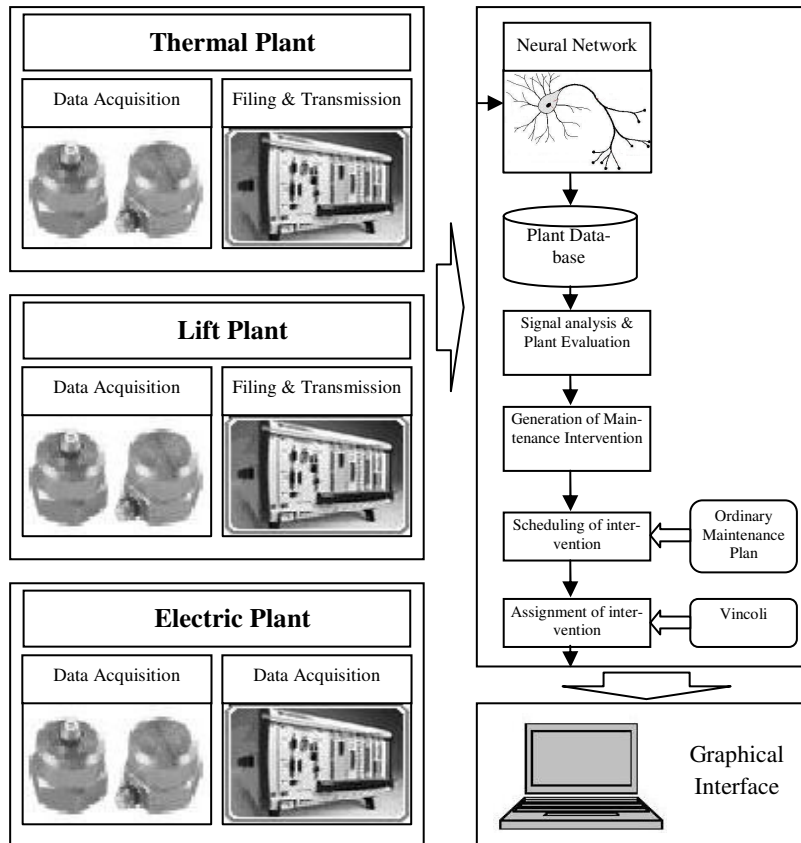 Thermal Plant
Data Acquisition
Filing & Transmission
Lift Plant
Data Acquisition
Filing & Transmission
Electric Plant
Data Acquisition
Data Acquisition
Neural Network
Plant Data-
base
Signal analysis &
Plant Evaluation
Generation of Main-
tenance Intervention
Scheduling of inter-
vention
Ordinary
Maintenance
Plan
Assignment of inter-
vention
Vincoli
Graphical
Interface